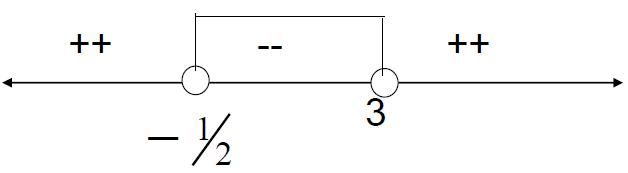 ++ -- ++
− ½ 3